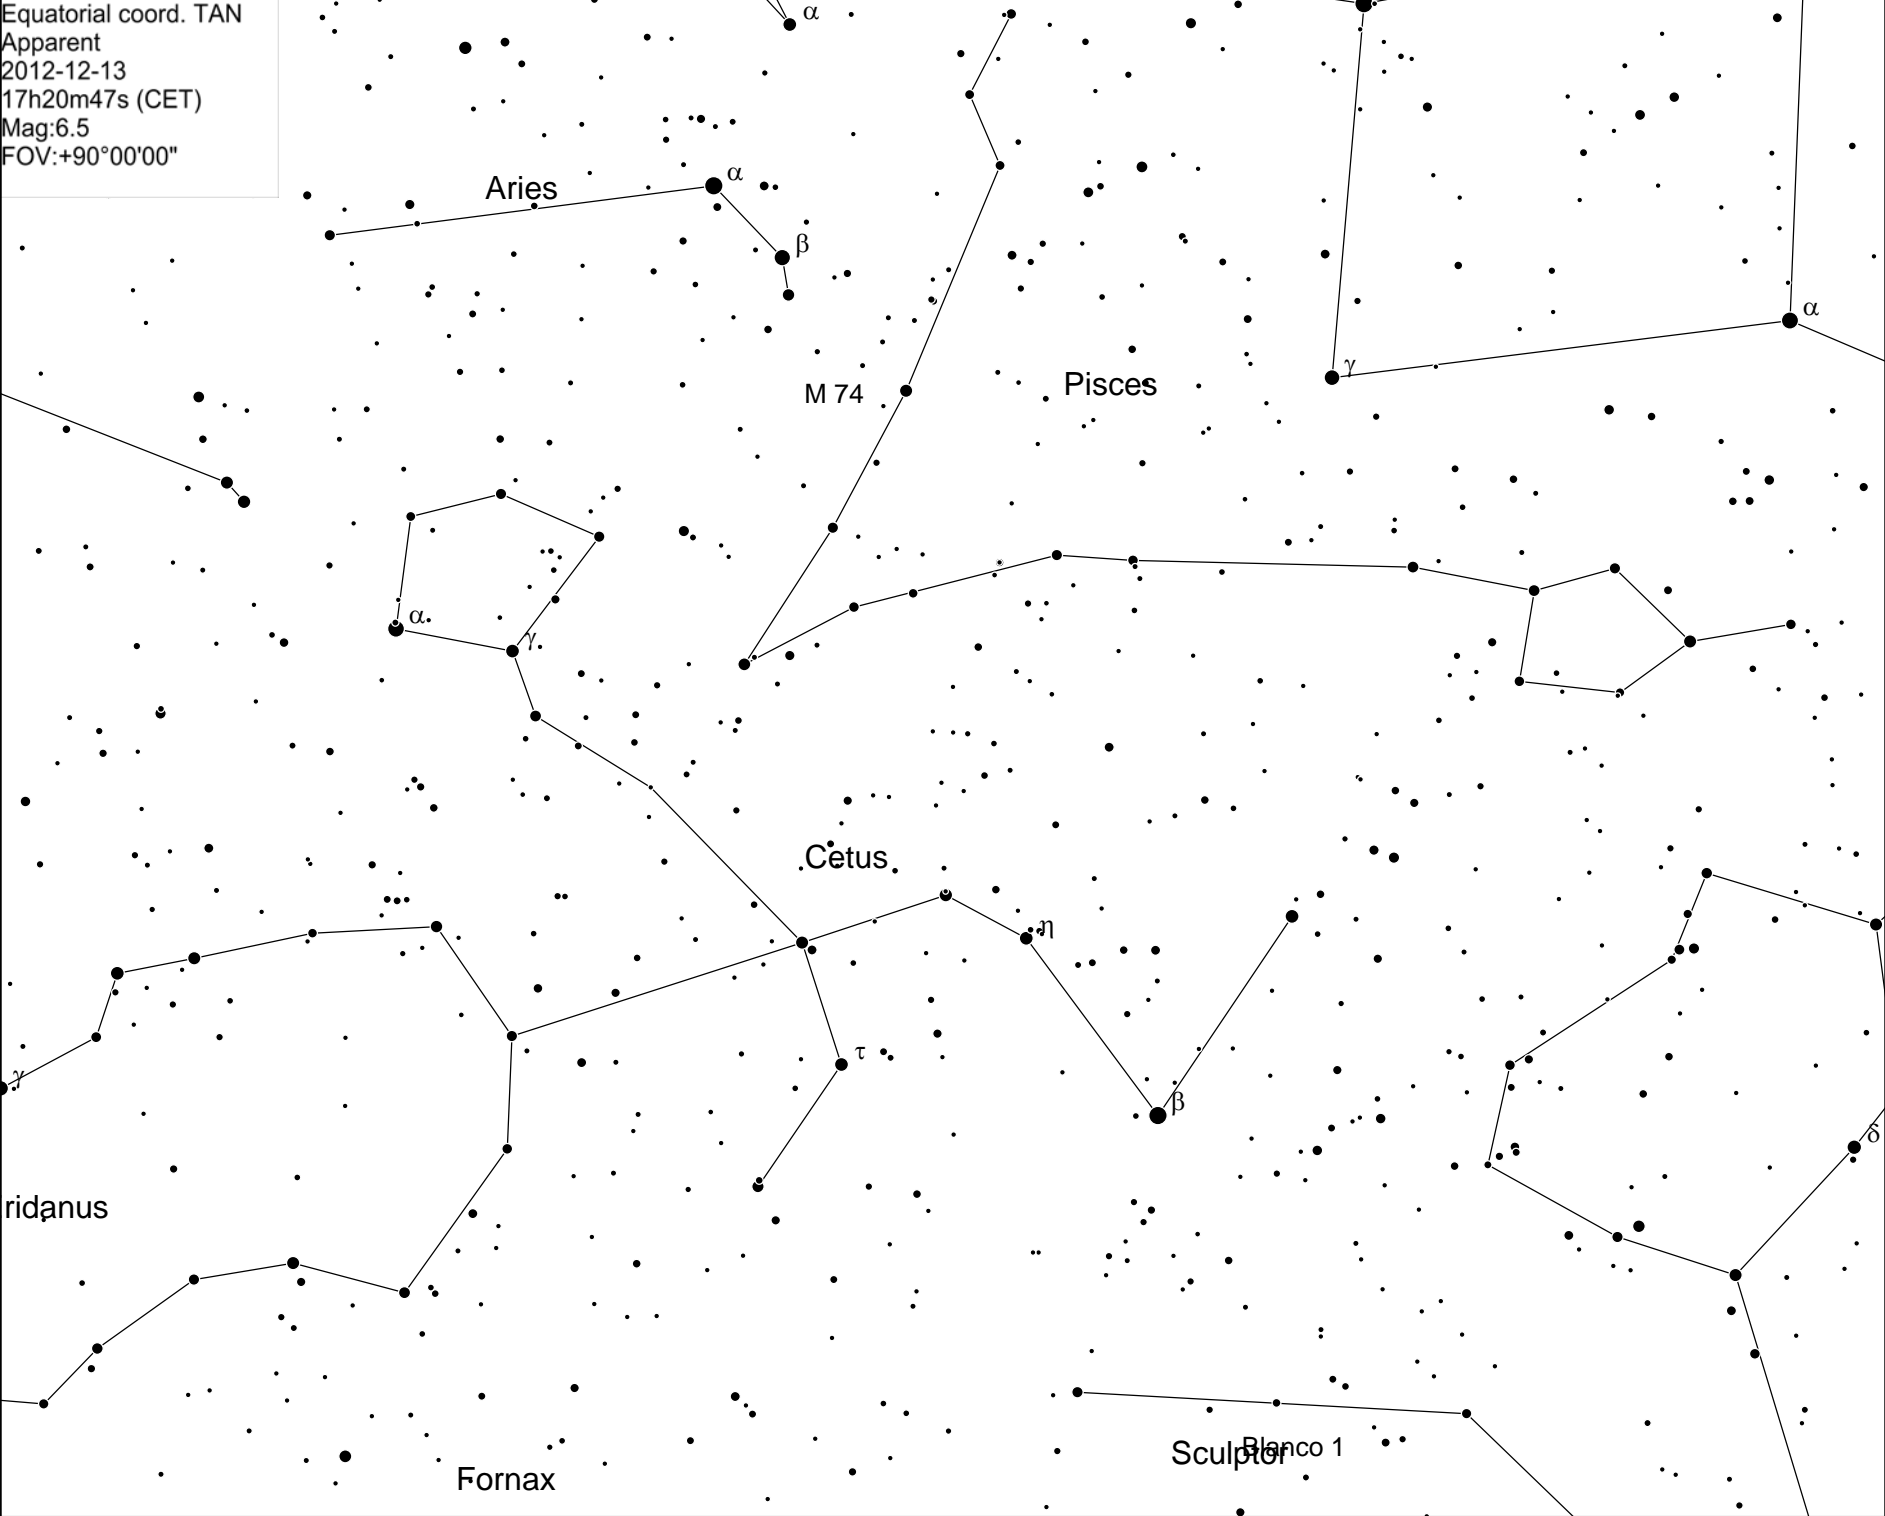 Equatorial coord. TAN
Apparent
2012-12-13
17h20m47s (CET)
Mag:6.5
FOV:+90°00'00"
α
Aries
α
β
α
γ
M 74
Pisces
α
γ
Cetus
η
τ
γ
β
δ
ridanus
Sculptor
Blanco 1
Fornax